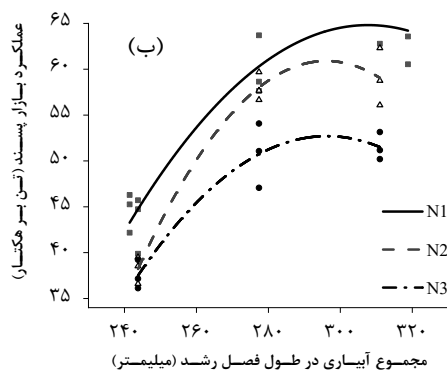 (ب)
عملکرد بازار پسند (تن بر هکتار)
۶۵
۶۰
۵۵
۵۰
۴۵
۴۰
۳۵
N1
N2
N3
۲۴۰ ۲۶۰ ۲۸۰ ۳۰۰ ۳۲۰
مجموع آبیاری در طول فصل رشد (میلیمتر)